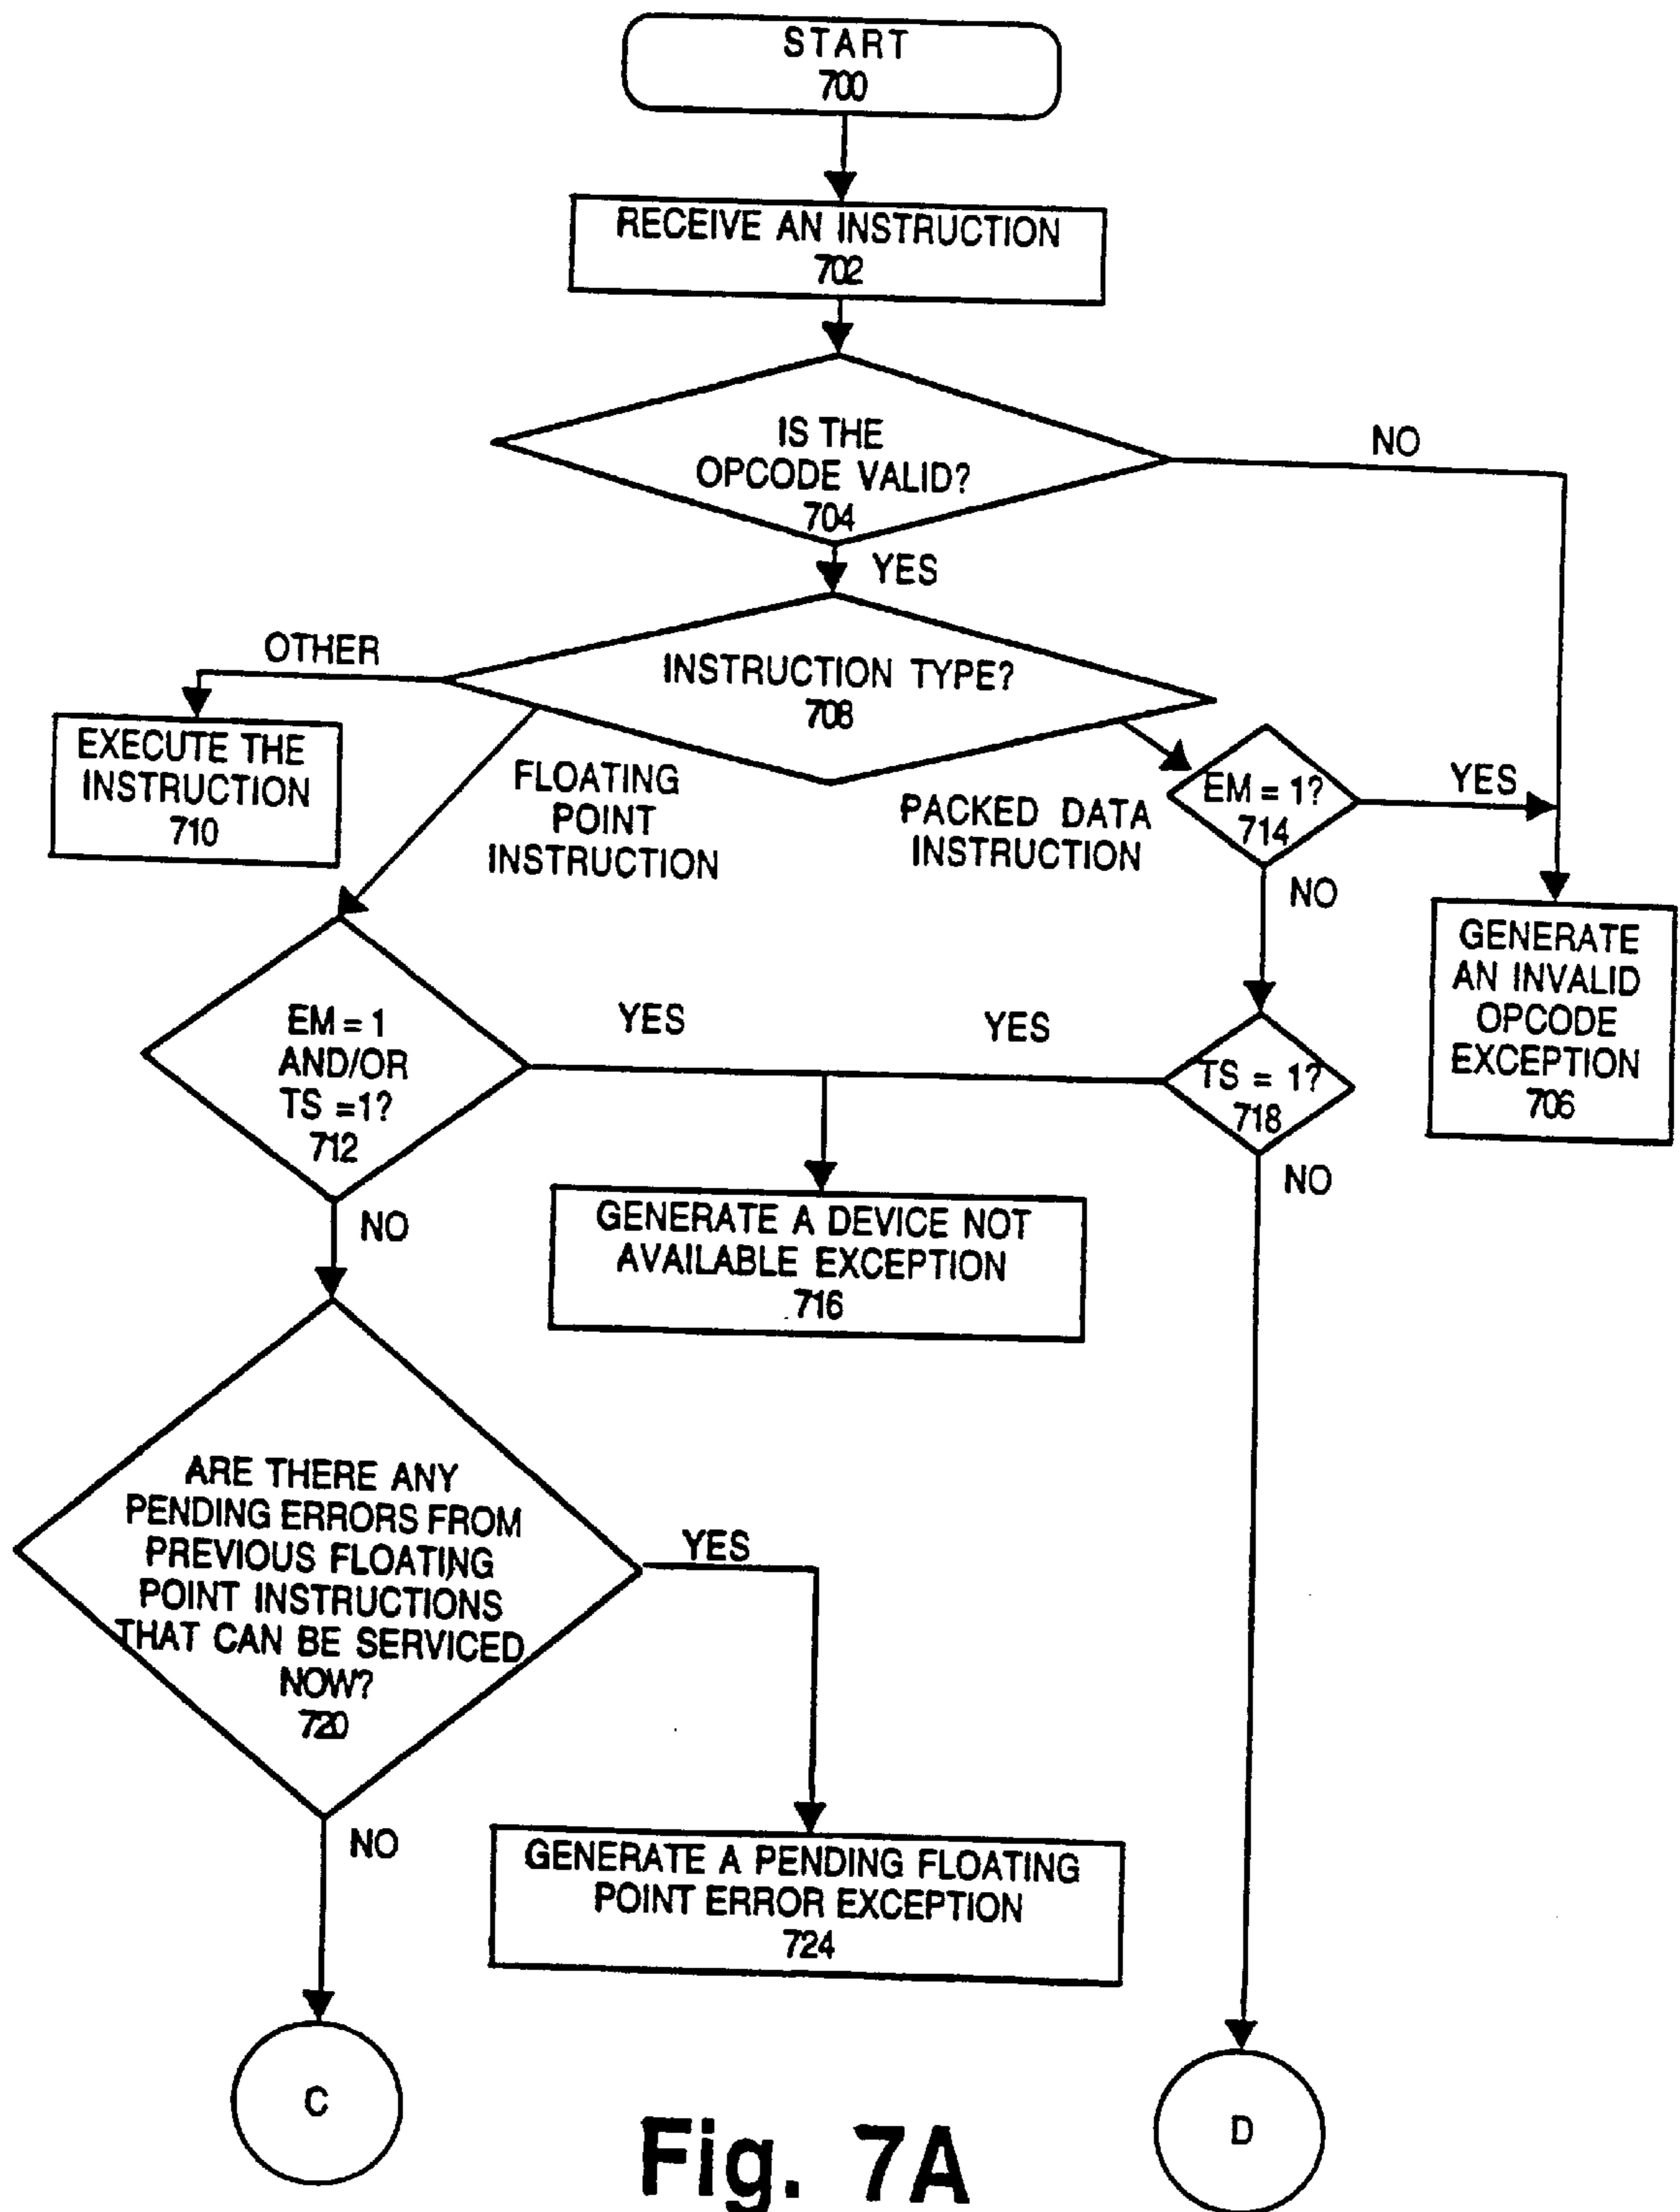 START
700
RECEIVE AN INSTRUCTION
702
IS THE
OPCODE VALID?
704
NO
YES
OTHER
INSTRUCTION TYPE?
708
EXECUTE THE
INSTRUCTION
710
FLOATING
POINT
INSTRUCTION
PACKED DATA
INSTRUCTION
EM = 1?
714
YES
NO
GENERATE
AN INVALID
OPCODE
EXCEPTION
706
EM = 1
AND/OR
TS =1?
712
YES
YES
TS = 1?
718
NO
NO
GENERATE A DEVICE NOT
AVAILABLE EXCEPTION
716
ARE THERE ANY
PENDING ERRORS FROM
PREVIOUS FLOATING
POINT INSTRUCTIONS
THAT CAN BE SERVICED
NOW?
720
YES
NO
GENERATE A PENDING FLOATING
POINT ERROR EXCEPTION
724
C
D
Fig. 7A